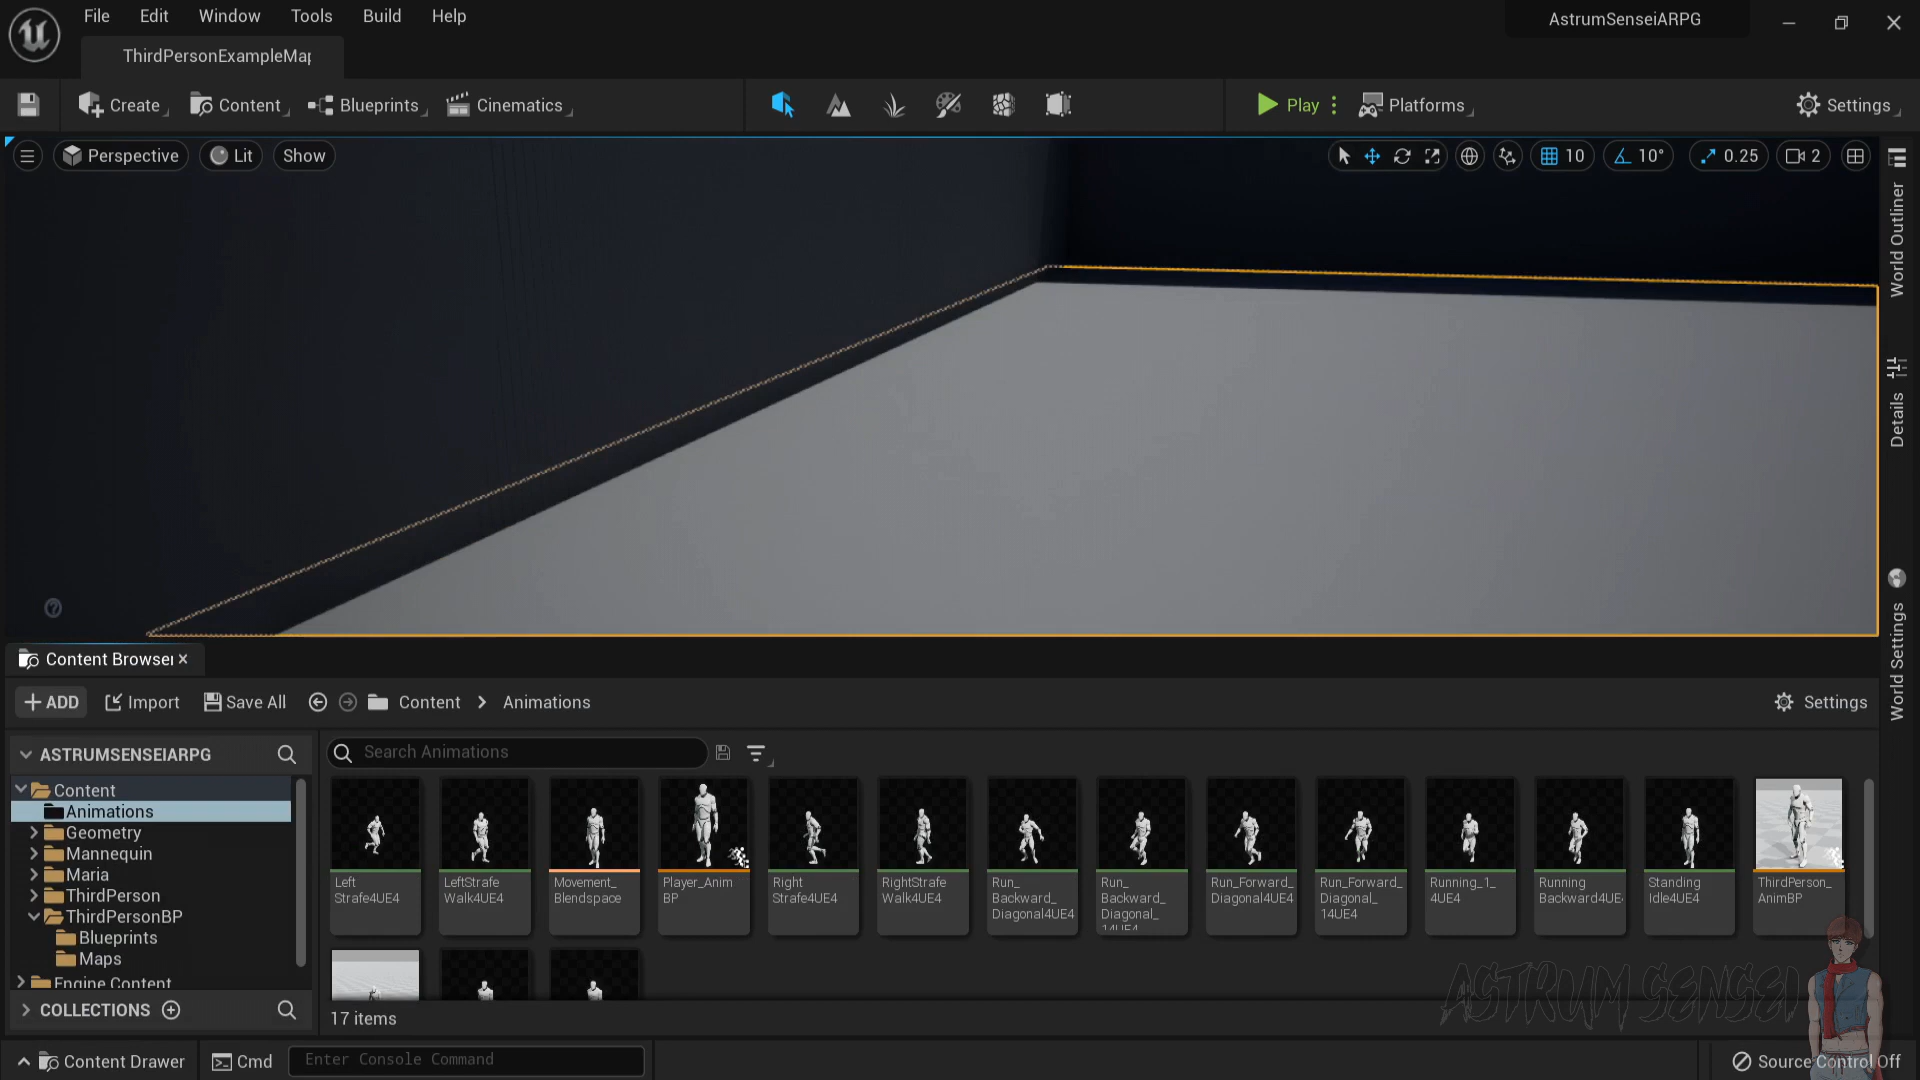 File Edit Window Tools Build Help
AstrumSenseiARPG
ThirdPersonExampleMap
Create Content Blueprints Cinematics
Play Platforms
Settings
Perspective Lit Show
10 10° 0.25 2
World Outliner
Details
World Settings
Content Browser
ADD Import Save All Content Animations
Settings
ASTRUMSENSEIARPG
Search Animations
Content
Animations
Geometry
Mannequin
Maria
ThirdPerson
ThirdPersonBP
Blueprints
Maps
Engine Content
COLLECTIONS
Left
Strafe4UE4
LeftStrafe
Walk4UE4
Movement_
Blendspace
Player_Anim
BP
Right
Strafe4UE4
RightStrafe
Walk4UE4
Run_
Backward_
Diagonal4UE4
Run_
Backward_
Diagonal_
14UE4
Run_Forward_
Diagonal4UE4
Run_Forward_
Diagonal_
14UE4
Running_1_
4UE4
Running
Backward4UE4
Standing
Idle4UE4
ThirdPerson_
AnimBP
ASTRUM SENSEI
17 items
Content Drawer Cmd Enter Console Command
Source Control Off